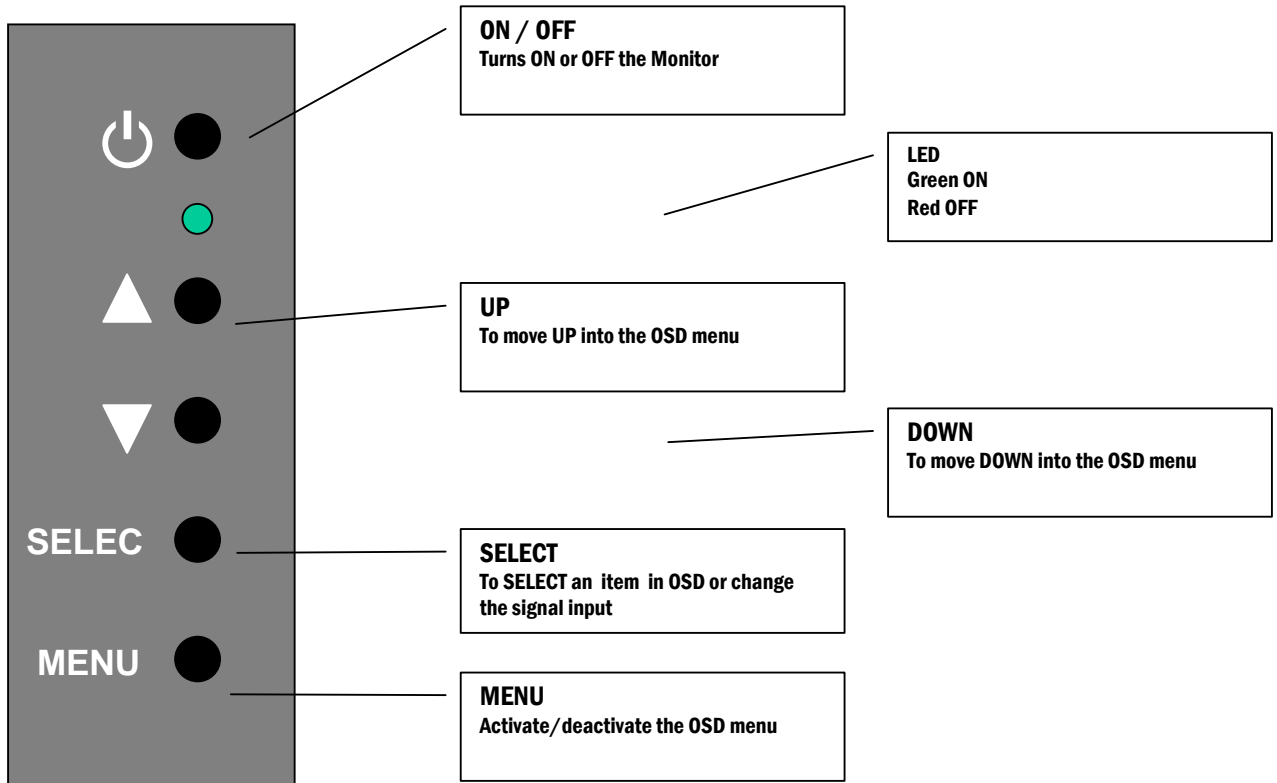 ON / OFF
Turns ON or OFF the Monitor
LED
Green ON
Red OFF
UP
To move UP into the OSD menu
DOWN
To move DOWN into the OSD menu
SELEC
SELECT
To SELECT an item in OSD or change
the signal input
MENU
MENU
Activate/deactivate the OSD menu